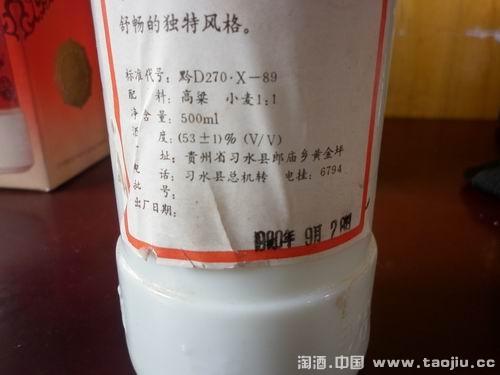 舒畅的独特风格。
标准代号：黔D270·X-89
配 料：高粱 小麦1:1
净含量：500ml
度：(53±1)%(V/V)
址：贵州省习水县郎庙乡黄金坪
电 话：习水县总机转 电挂：6794
批 号：
出厂日期：
1990年 9月 2
淘酒.中国 www.taojiu.cc